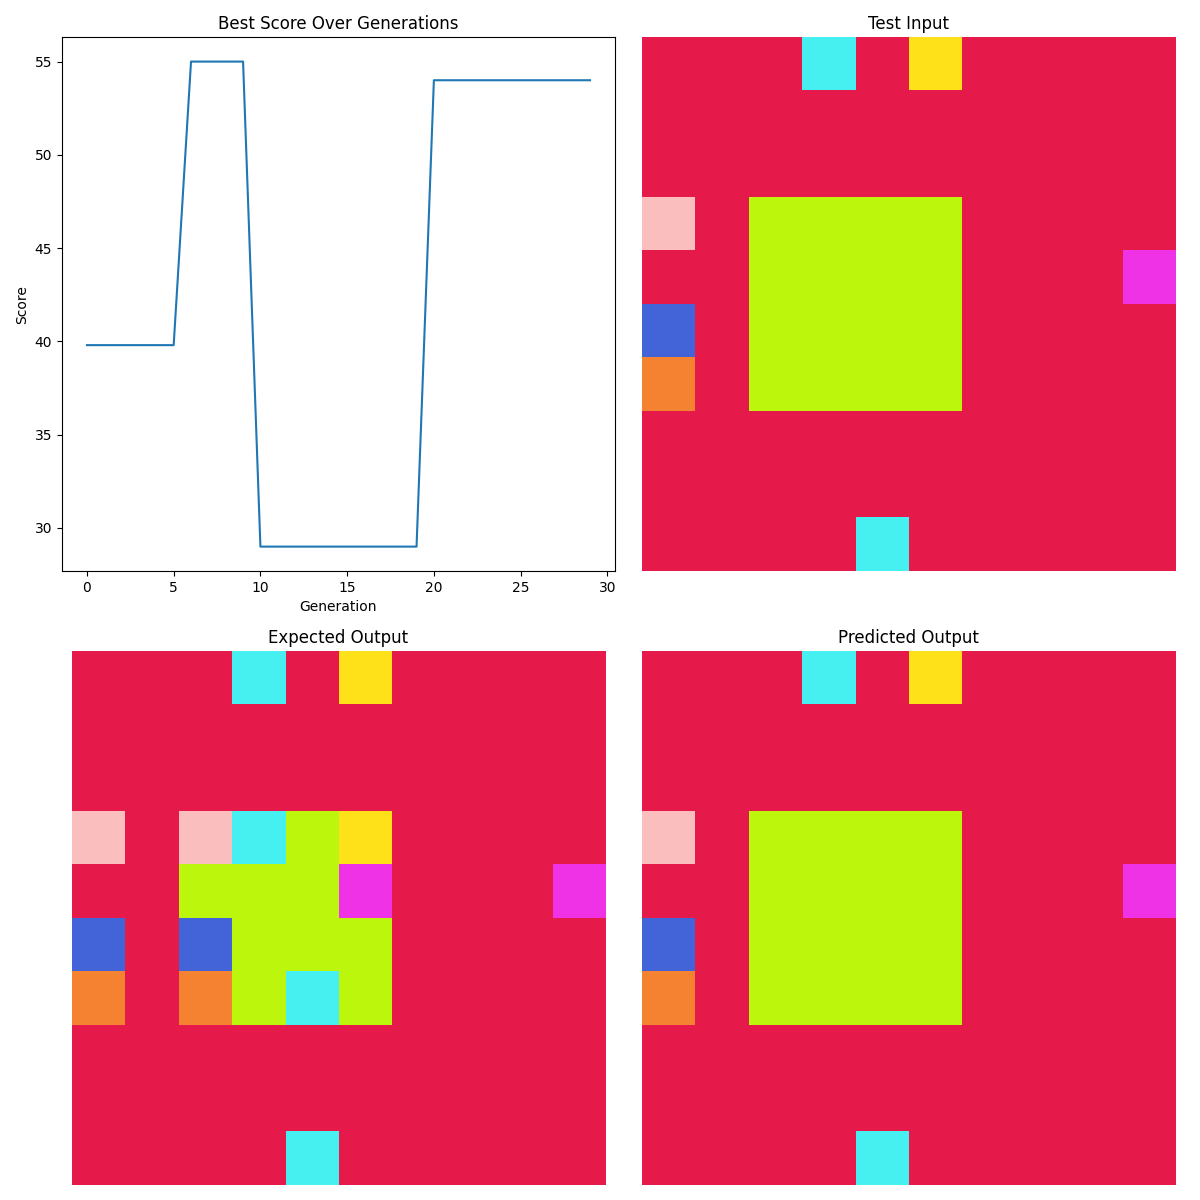 Best Score Over Generations
Test Input
55
50
45
40
35
30
Score
0 5 10 15 20 25 30
Generation
Expected Output
Predicted Output